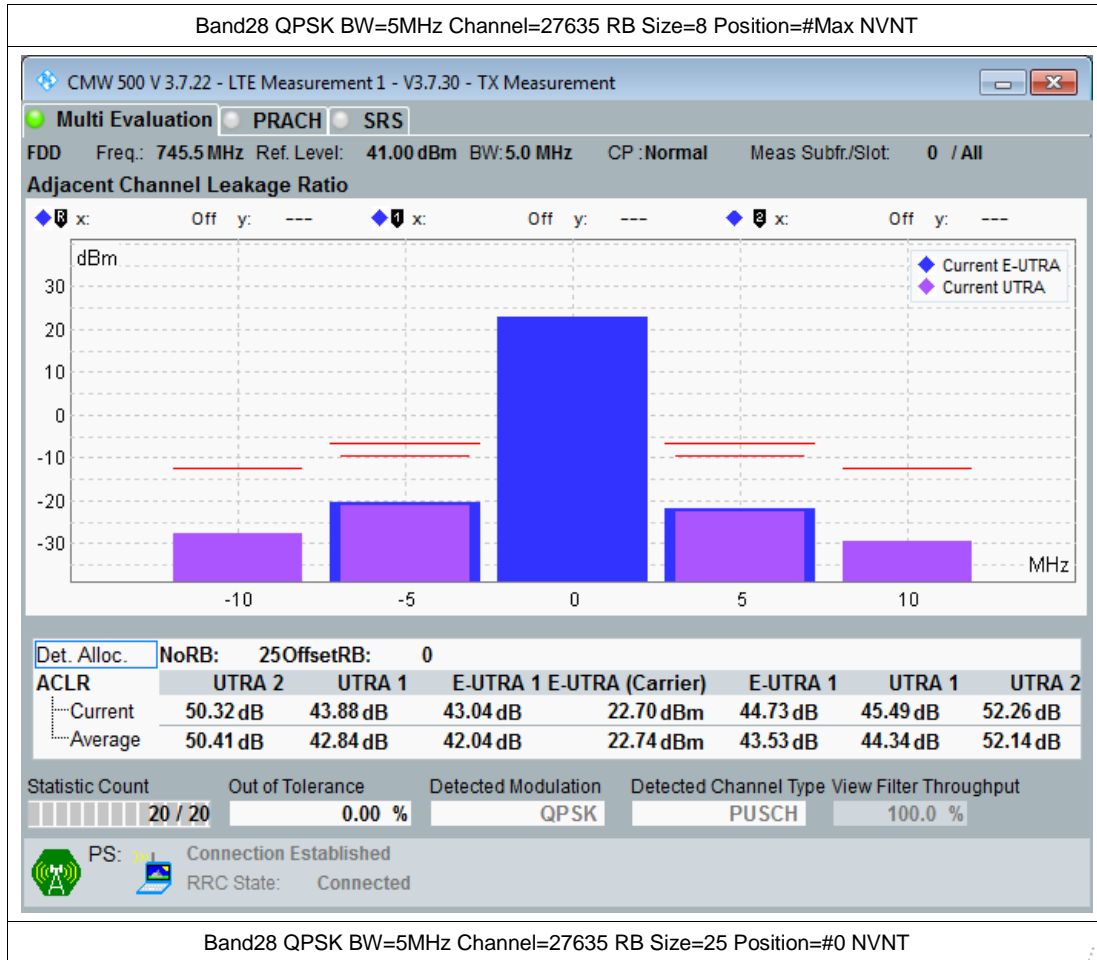 Band28 QPSK BW=5MHz Channel=27635 RB Size=8 Position=#Max NVNT
CMW 500 V 3.7.22 - LTE Measurement 1 - V3.7.30 - TX Measurement
Multi Evaluation PRACH SRS
FDD Freq.: 745.5 MHz Ref. Level: 41.00 dBm BW: 5.0 MHz CP : Normal Meas Subfr./Slot: 0 / All
Adjacent Channel Leakage Ratio
R x: Off y: --- 1 x: Off y: --- 2 x: Off y: ---
dBm
Current E-UTRA
Current UTRA
30
20
10
0
-10
-20
-30
MHz
-10 -5 0 5 10
Det. Alloc. NoRB: 25 OffsetRB: 0
ACLR UTRA 2 UTRA 1 E-UTRA 1 E-UTRA (Carrier) E-UTRA 1 UTRA 1 UTRA 2
Current 50.32 dB 43.88 dB 43.04 dB 22.70 dBm 44.73 dB 45.49 dB 52.26 dB
Average 50.41 dB 42.84 dB 42.04 dB 22.74 dBm 43.53 dB 44.34 dB 52.14 dB
Statistic Count Out of Tolerance Detected Modulation Detected Channel Type View Filter Throughput
20 / 20 0.00 % QPSK PUSCH 100.0 %
PS: Connection Established
RRC State: Connected
Band28 QPSK BW=5MHz Channel=27635 RB Size=25 Position=#0 NVNT